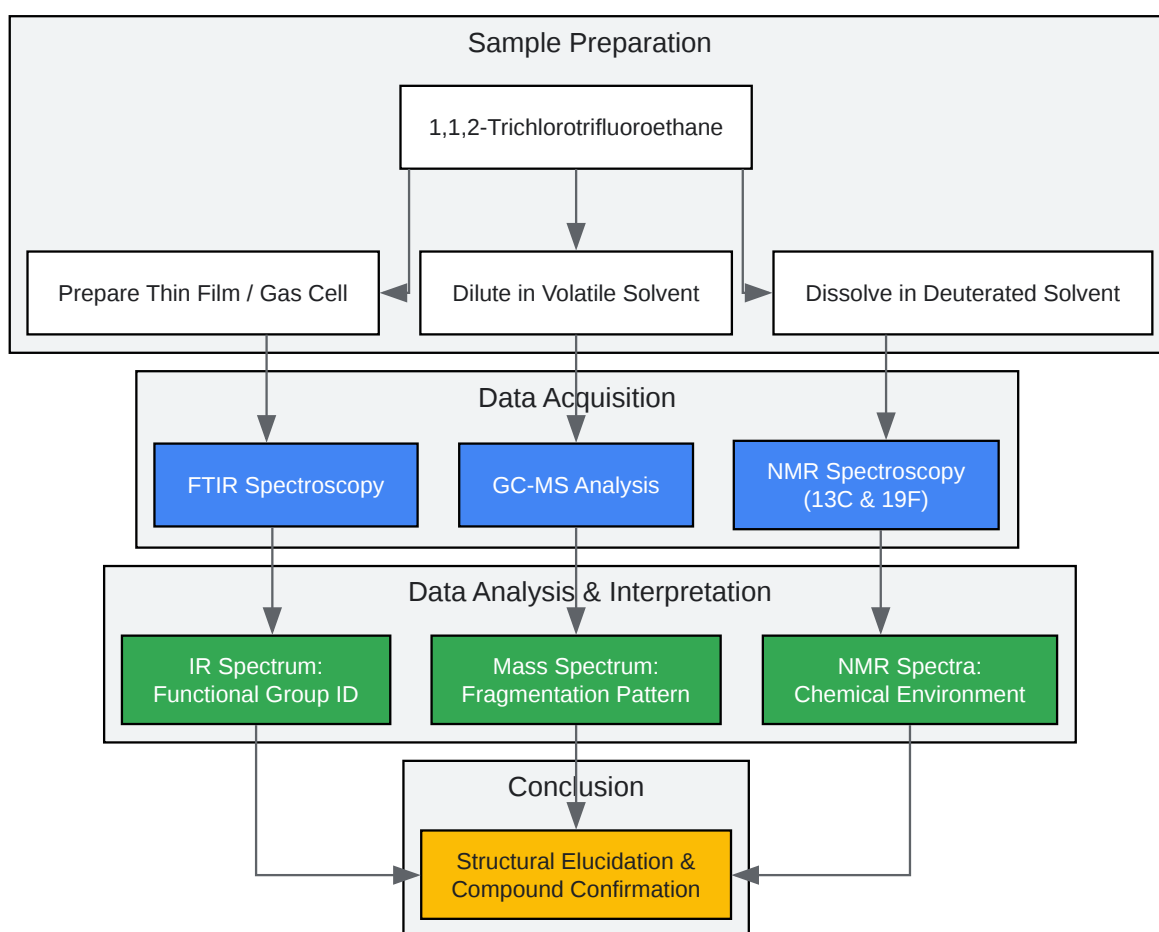 Sample Preparation
1,1,2-Trichlorotrifluoroethane
Prepare Thin Film / Gas Cell
Dilute in Volatile Solvent
Dissolve in Deuterated Solvent
Data Acquisition
FTIR Spectroscopy
GC-MS Analysis
NMR Spectroscopy
(13C & 19F)
Data Analysis & Interpretation
IR Spectrum:
Functional Group ID
Mass Spectrum:
Fragmentation Pattern
NMR Spectra:
Chemical Environment
Conclusion
Structural Elucidation &
Compound Confirmation